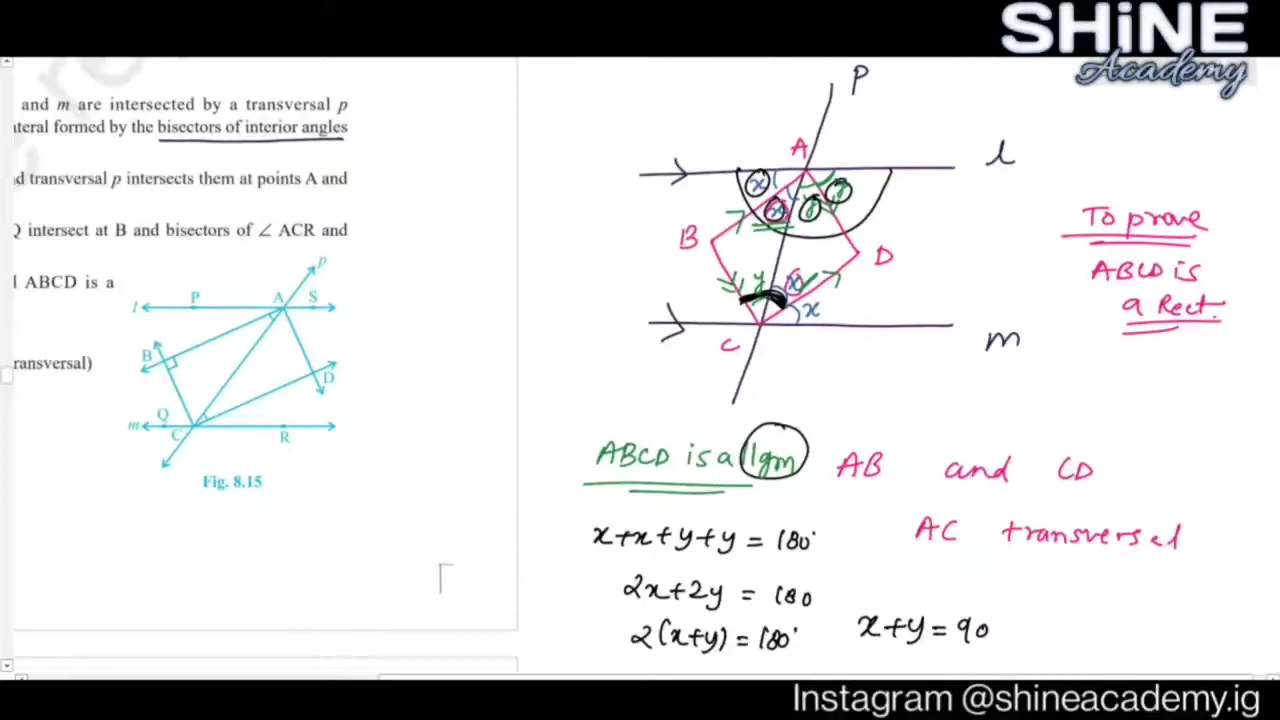 SHiNE
Academy
and m are intersected by a transversal p
ateral formed by the bisectors of interior angles
d transversal p intersects them at points A and
Q intersect at B and bisectors of ∠ ACR and
l ABCD is a
ransversal)
p
l P A S
B
D
Q
m C R
Fig. 8.15
P
A
l
x y
x y
B
D
y x
x
C
m
To prove
ABCD is
a Rect.
ABCD is a ||gm
AB and CD
AC transversal
x+x+y+y = 180°
2x+2y = 180
2(x+y) = 180°
x+y = 90
Instagram @shineacademy.ig